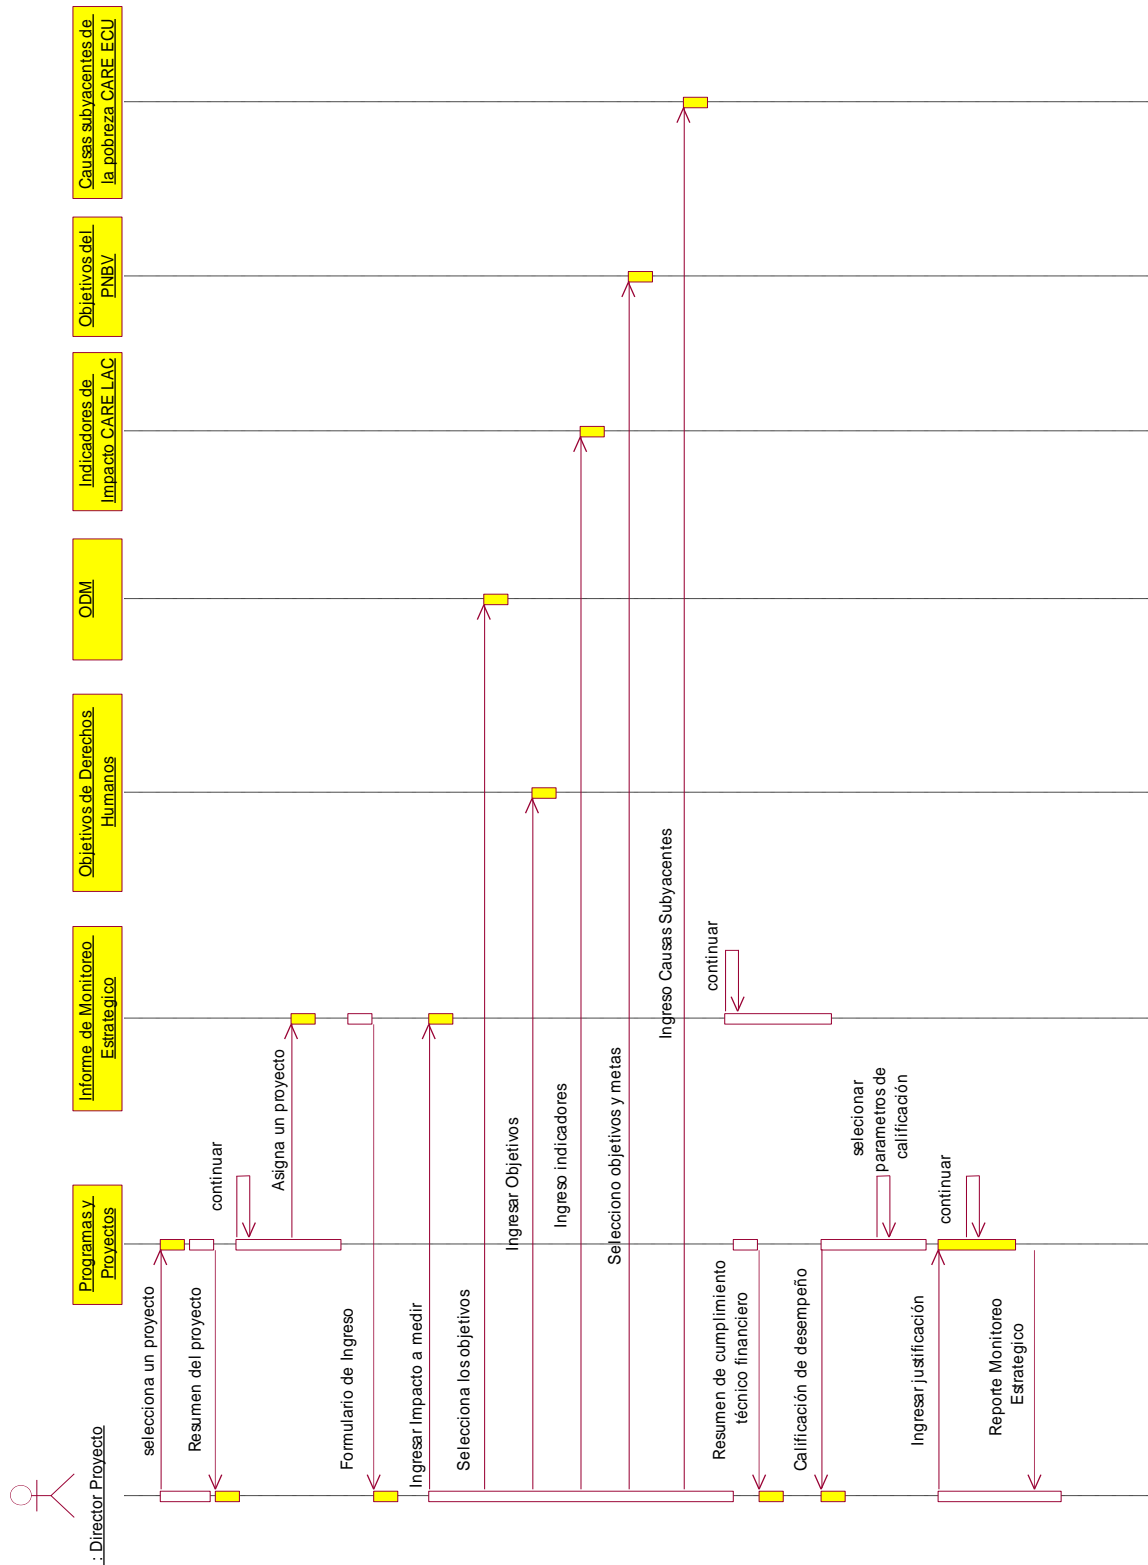 : Director Proyecto
Programas y
Proyectos
Informe de Monitoreo
Estrategico
Objetivos de Derechos
Humanos
ODM
Indicadores de
Impacto CARE LAC
Objetivos del
PNBV
Causas subyacentes de
la pobreza CARE ECU
selecciona un proyecto
Resumen del proyecto
continuar
Asigna un proyecto
Formulario de Ingreso
Ingresar Impacto a medir
Selecciona los objetivos
Ingresar Objetivos
Ingreso indicadores
Selecciono objetivos y metas
Ingreso Causas Subyacentes
continuar
Resumen de cumplimiento
técnico financiero
Calificación de desempeño
selecionar
parametros de
calificación
Ingresar justificación
continuar
Reporte Monitoreo
Estrategico